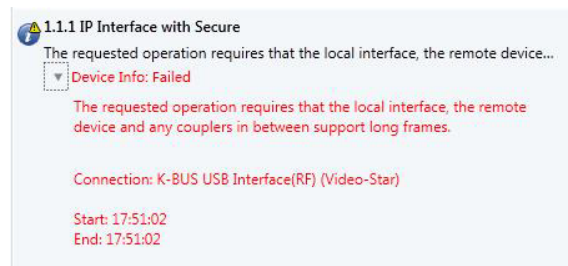 1.1.1 IP Interface with Secure
The requested operation requires that the local interface, the remote device...
Device Info: Failed
The requested operation requires that the local interface, the remote
device and any couplers in between support long frames.
Connection: K-BUS USB Interface(RF) (Video-Star)
Start: 17:51:02
End: 17:51:02